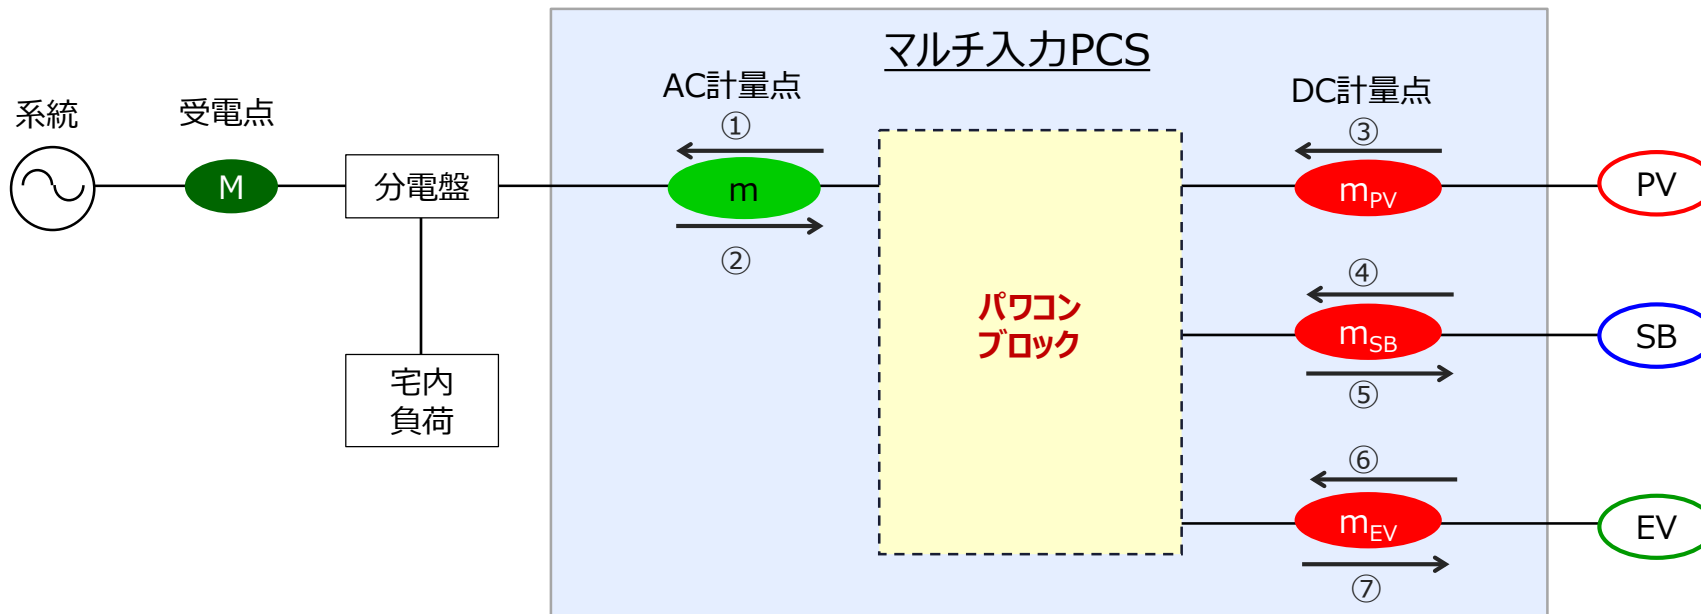 マルチ入力PCS
系統
受電点
AC計量点
DC計量点
①
③
M
分電盤
m
mPV
PV
②
④
パワコン
ブロック
mSB
SB
宅内
負荷
⑤
⑥
mEV
EV
⑦